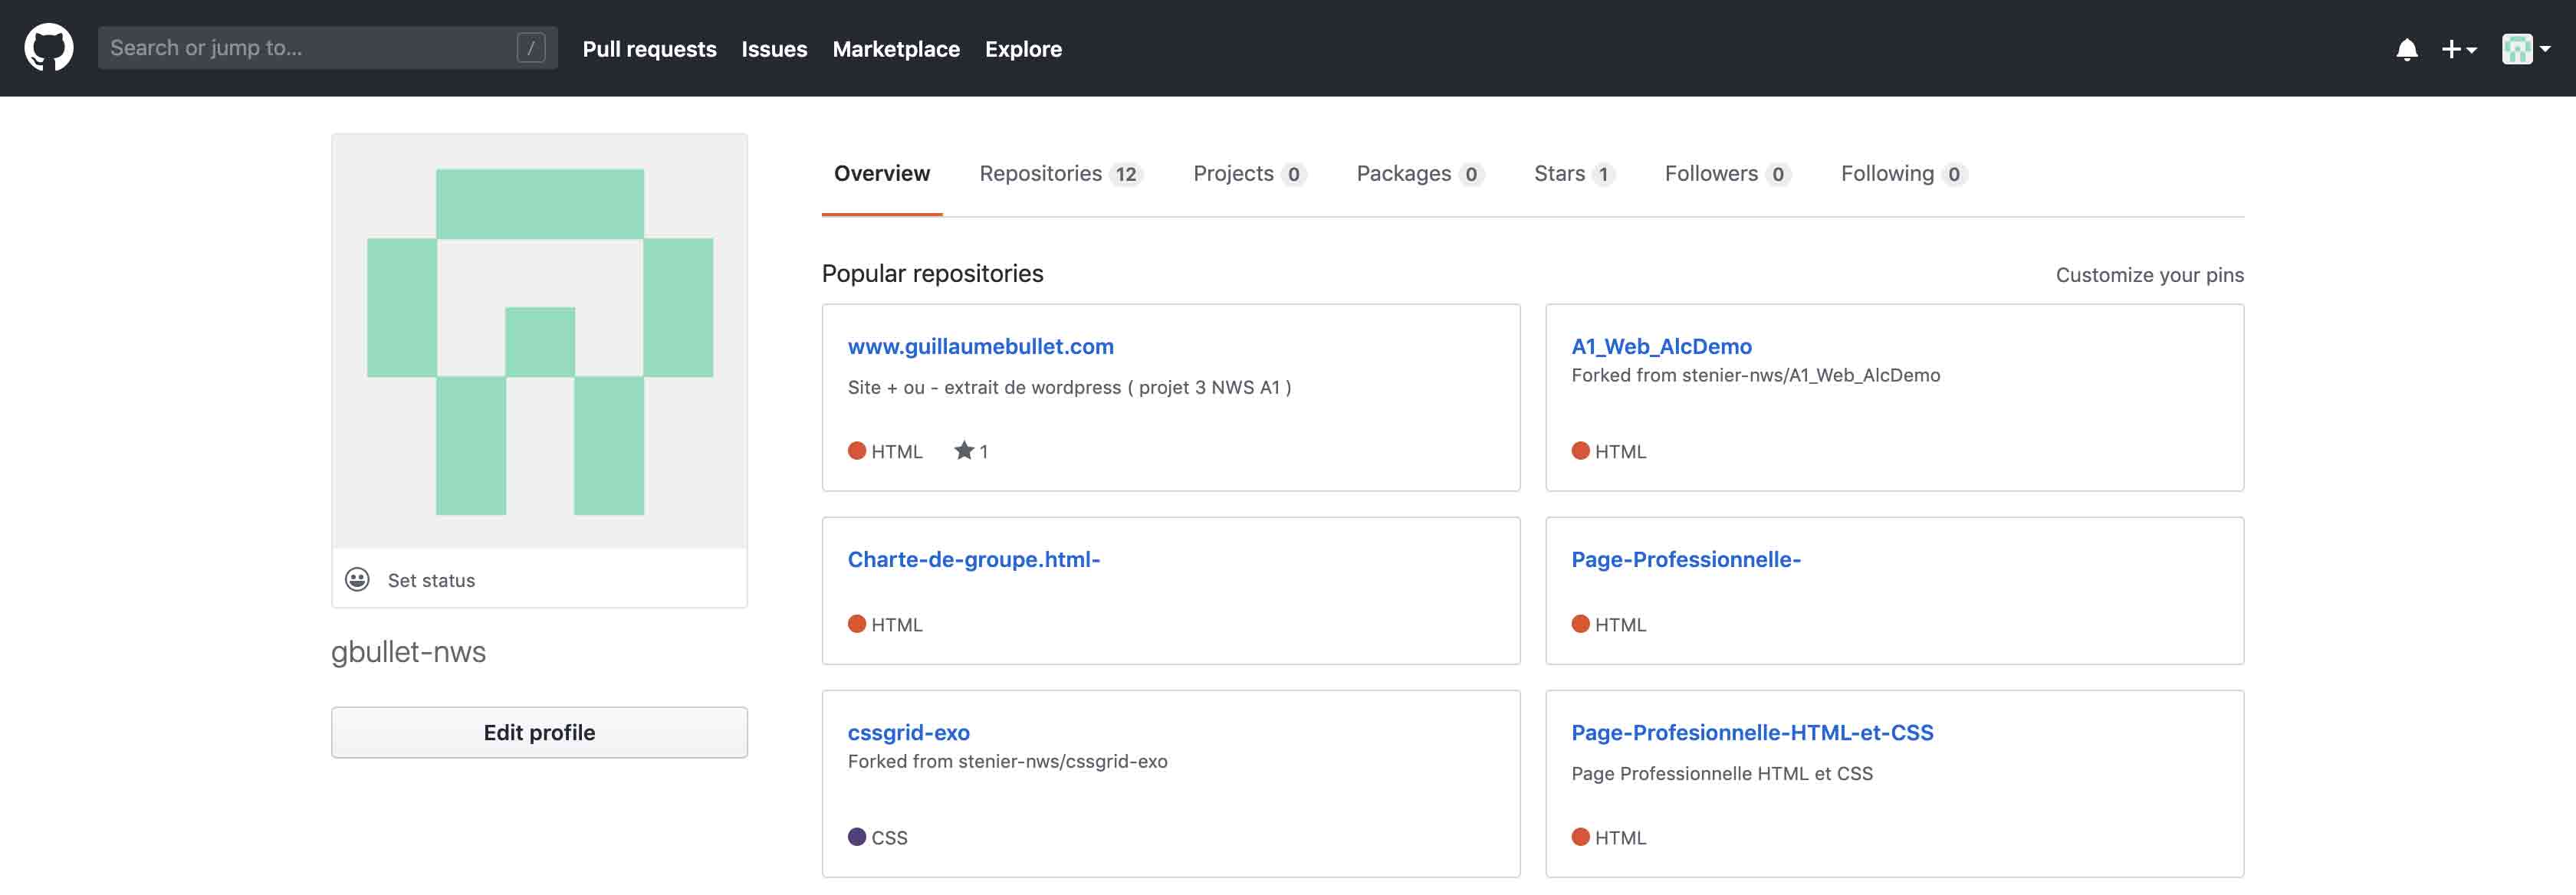 Search or jump to... /
Pull requests Issues Marketplace Explore
Overview Repositories 12 Projects 0 Packages 0 Stars 1 Followers 0 Following 0
Set status
gbullet-nws
Edit profile
Popular repositories
Customize your pins
www.guillaumebullet.com
Site + ou - extrait de wordpress ( projet 3 NWS A1 )
HTML 1
A1_Web_AlcDemo
Forked from stenier-nws/A1_Web_AlcDemo
HTML
Charte-de-groupe.html-
HTML
Page-Professionnelle-
HTML
cssgrid-exo
Forked from stenier-nws/cssgrid-exo
CSS
Page-Profesionnelle-HTML-et-CSS
Page Professionnelle HTML et CSS
HTML